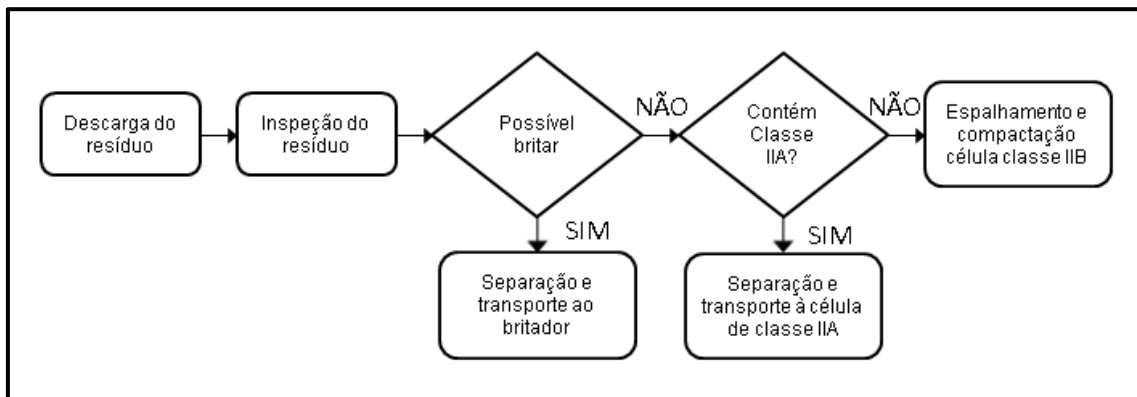 Descarga do
resíduo
Inspeção do
resíduo
Possível
britar
NÃO
Contém
Classe
IIA?
NÃO
Espalhamento e
compactação
célula classe IIB
SIM
Separação e
transporte ao
britador
SIM
Separação e
transporte à célula
de classe IIA